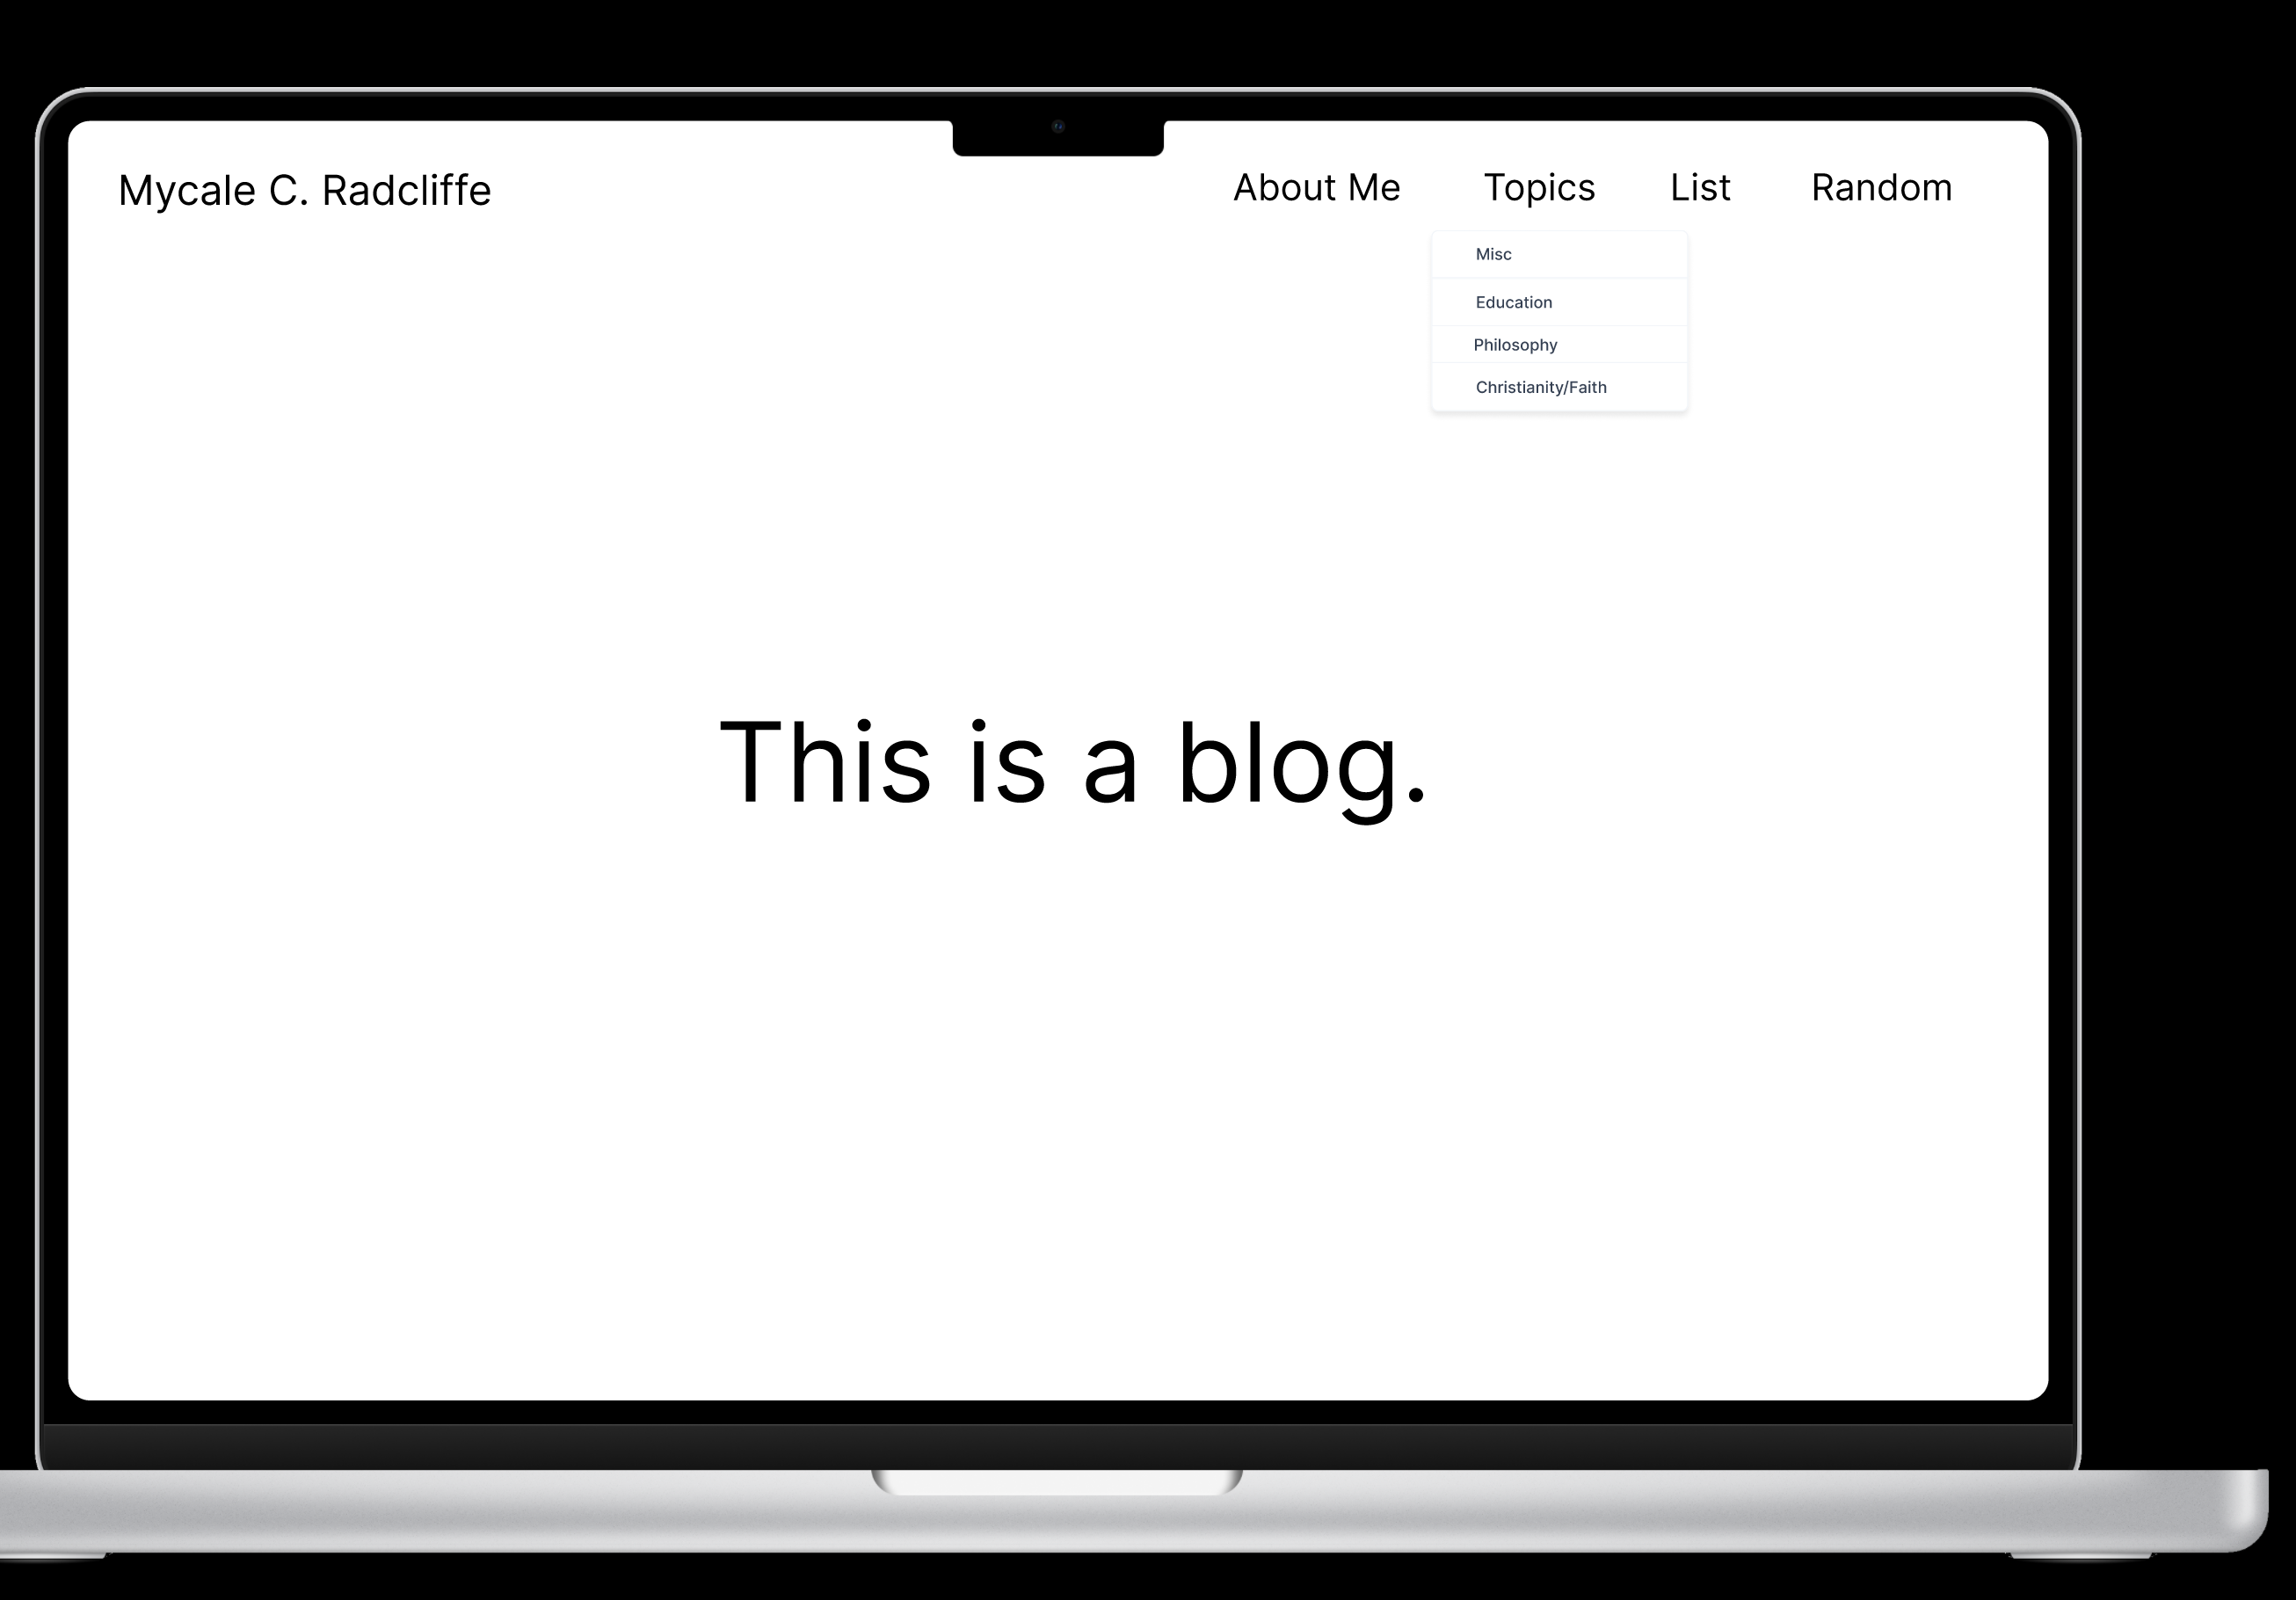 Mycale C. Radcliffe
About Me
Topics
List
Random
Misc
Education
Philosophy
Christianity/Faith
This is a blog.